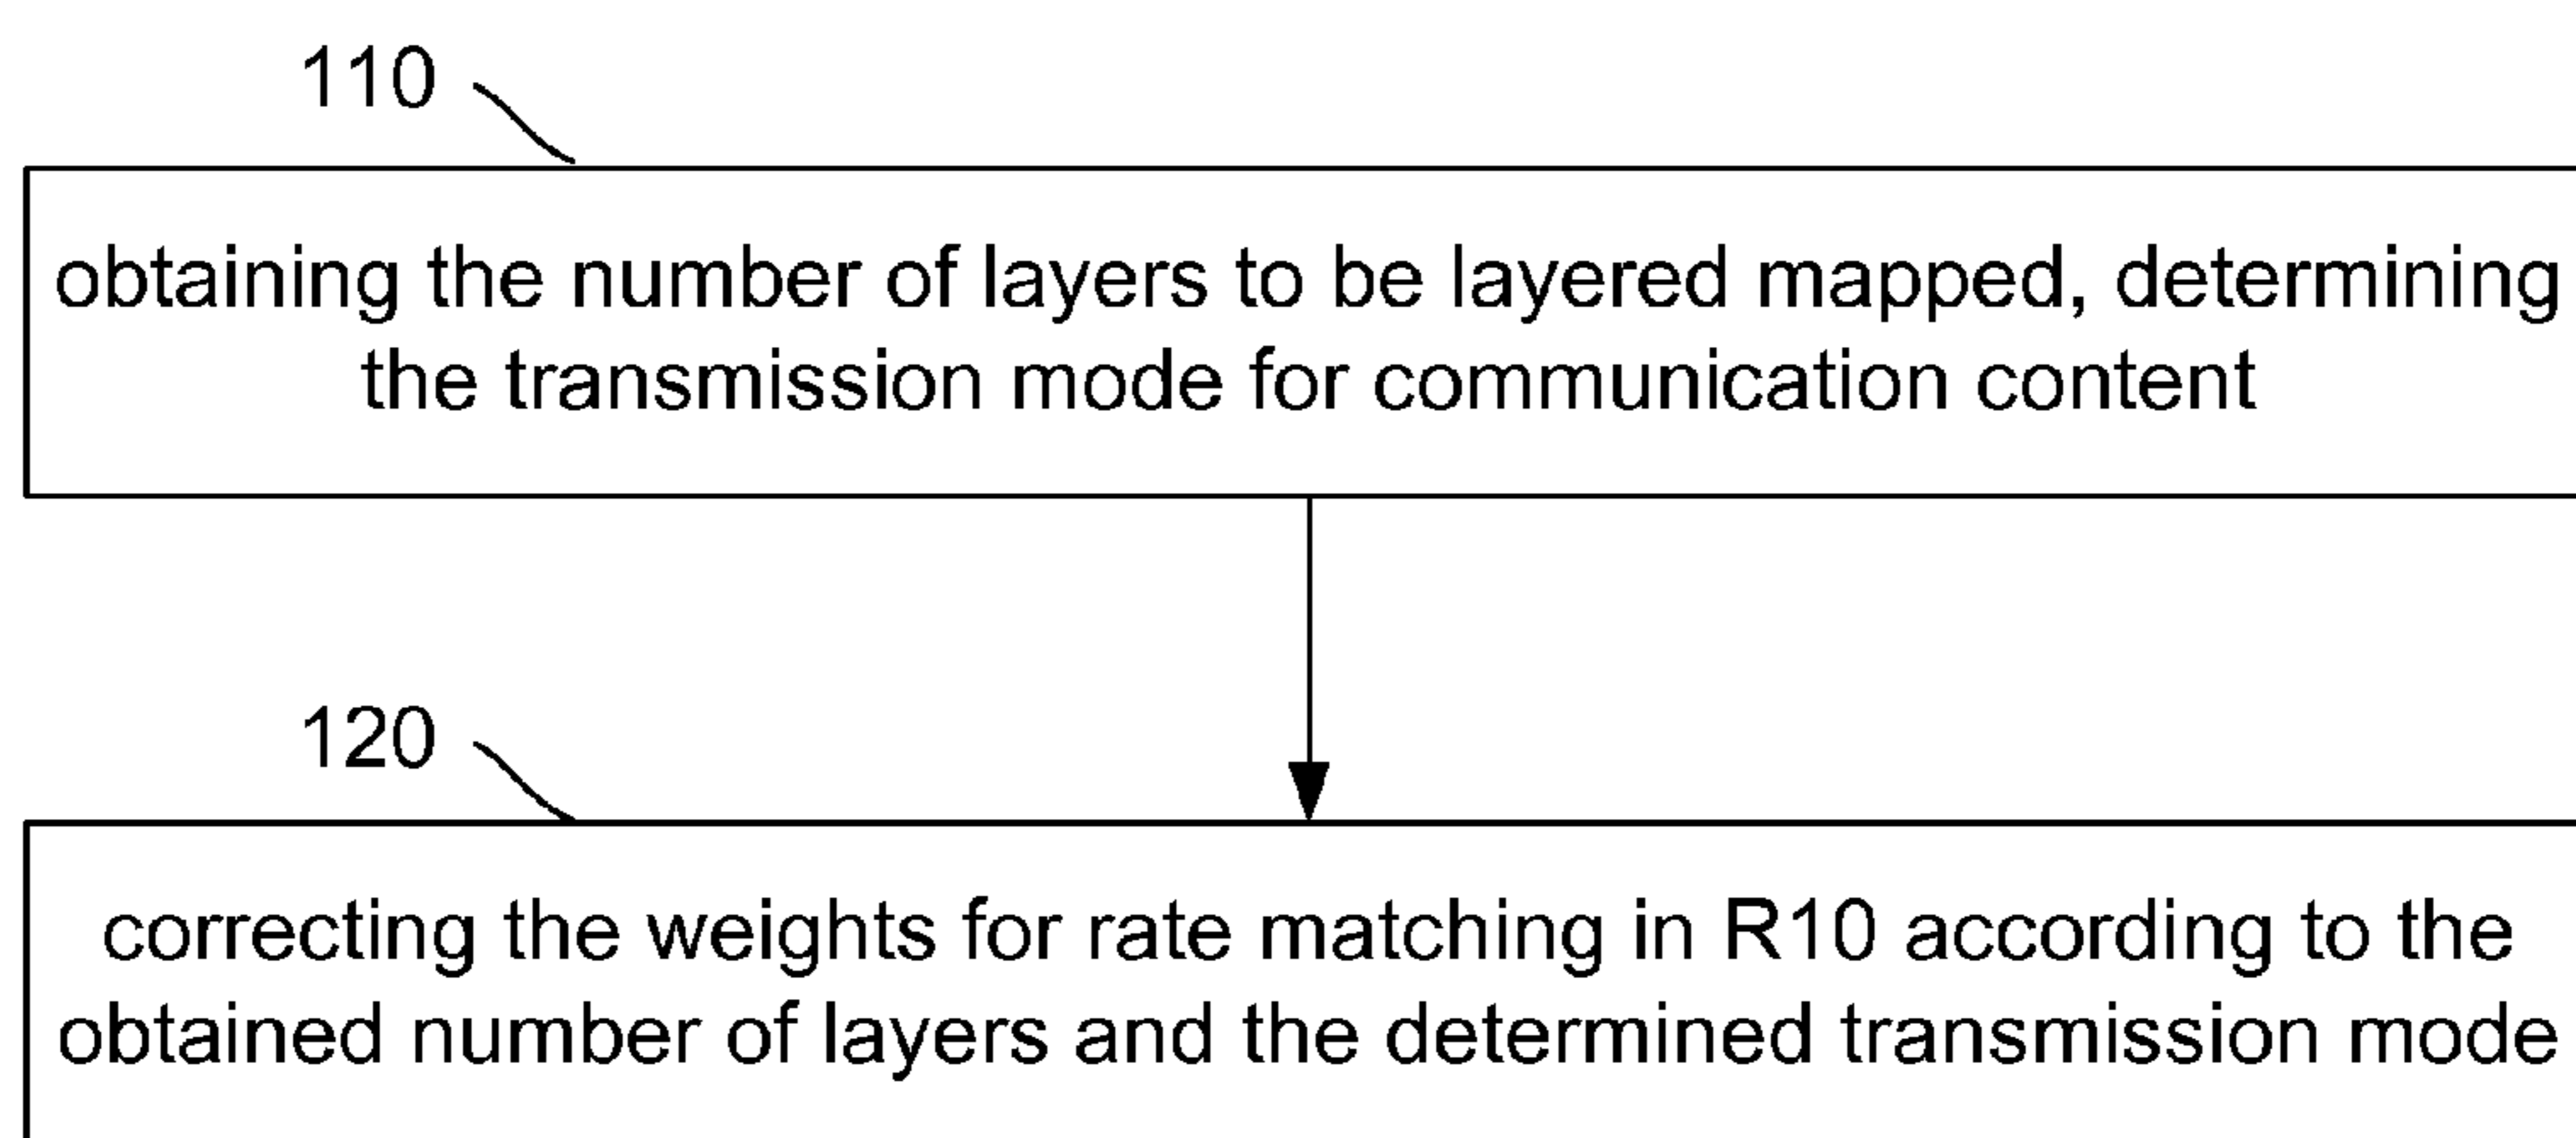 110
obtaining the number of layers to be layered mapped, determining
the transmission mode for communication content
120
correcting the weights for rate matching in R10 according to the
obtained number of layers and the determined transmission mode